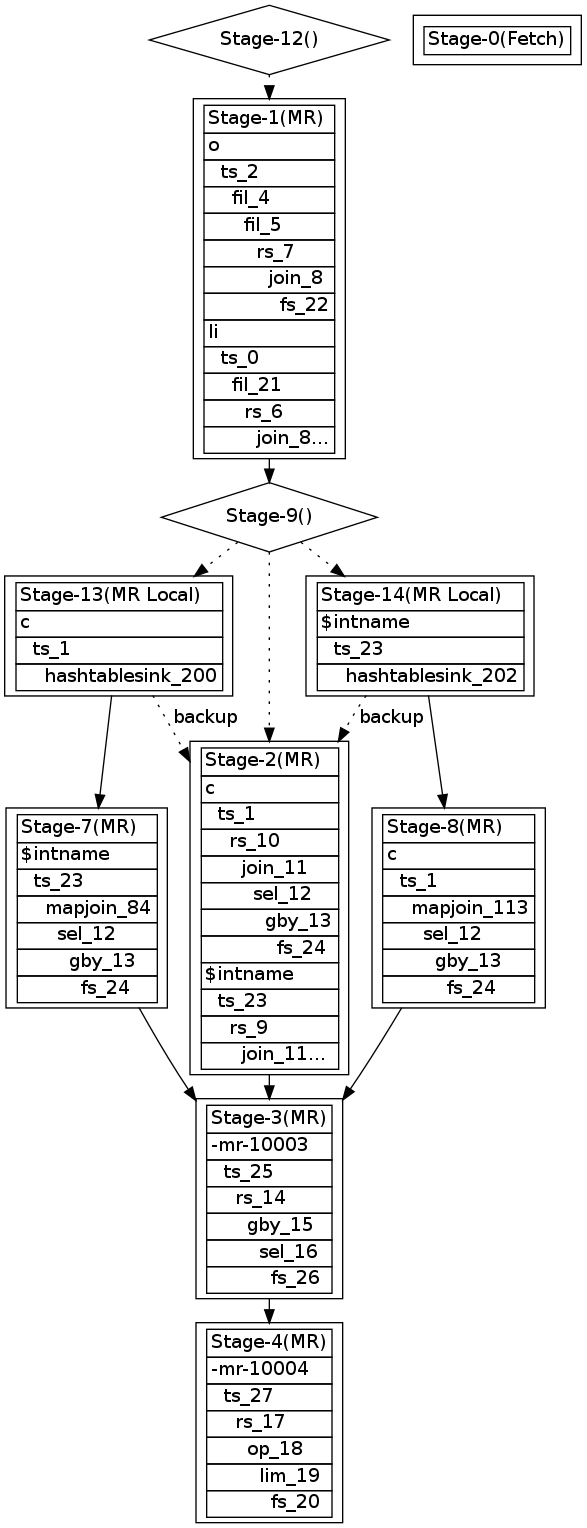 Stage-12()
Stage-0(Fetch)
Stage-1(MR)
o
ts_2
fil_4
fil_5
rs_7
join_8
fs_22
li
ts_0
fil_21
rs_6
join_8...
Stage-9()
Stage-13(MR Local)
c
ts_1
hashtablesink_200
Stage-14(MR Local)
$intname
ts_23
hashtablesink_202
backup
backup
Stage-2(MR)
c
ts_1
rs_10
join_11
sel_12
gby_13
fs_24
$intname
ts_23
rs_9
join_11...
Stage-7(MR)
$intname
ts_23
mapjoin_84
sel_12
gby_13
fs_24
Stage-8(MR)
c
ts_1
mapjoin_113
sel_12
gby_13
fs_24
Stage-3(MR)
-mr-10003
ts_25
rs_14
gby_15
sel_16
fs_26
Stage-4(MR)
-mr-10004
ts_27
rs_17
op_18
lim_19
fs_20